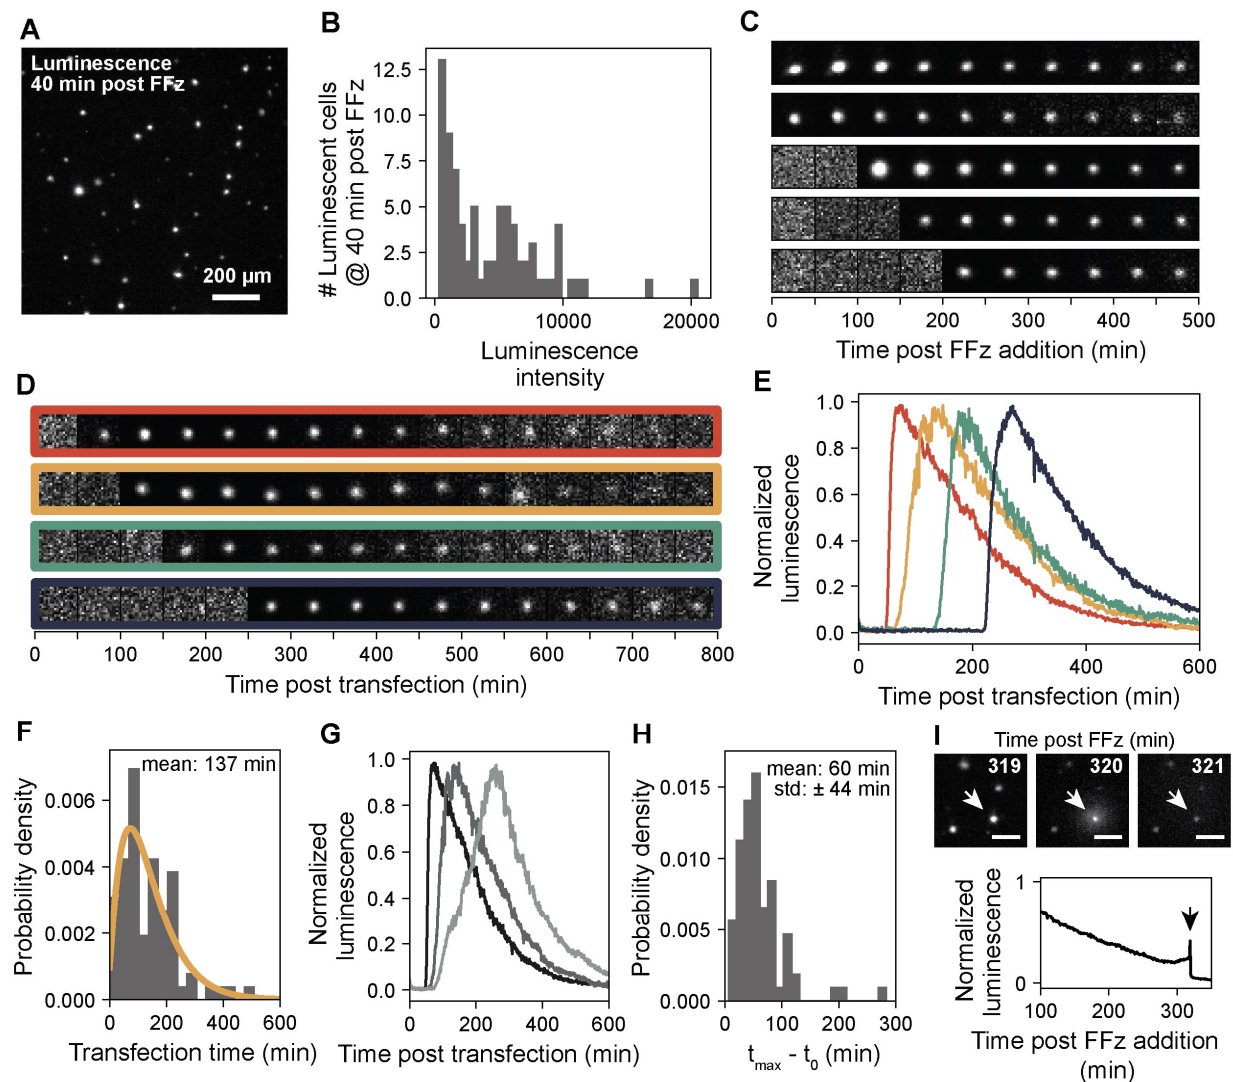 A
Luminescence
40 min post FFz
200 µm
B
# Luminescent cells
@ 40 min post FFz
12.5
10.0
7.5
5.0
2.5
0.0
0 10000 20000
Luminescence
intensity
C
0 100 200 300 400 500
Time post FFz addition (min)
D
0 100 200 300 400 500 600 700 800
Time post transfection (min)
E
Normalized
luminescence
1.0
0.8
0.6
0.4
0.2
0.0
0 200 400 600
Time post transfection (min)
F
mean: 137 min
Probability density
0.006
0.004
0.002
0.000
0 200 400 600
Transfection time (min)
G
Normalized
luminescence
1.0
0.8
0.6
0.4
0.2
0.0
0 200 400 600
Time post transfection (min)
H
mean: 60 min
std: ± 44 min
Probability density
0.015
0.010
0.005
0.000
0 100 200 300
tmax - t0 (min)
I
Time post FFz (min)
319 320 321
Normalized
luminescence
1
0
100 200 300
Time post FFz addition
(min)